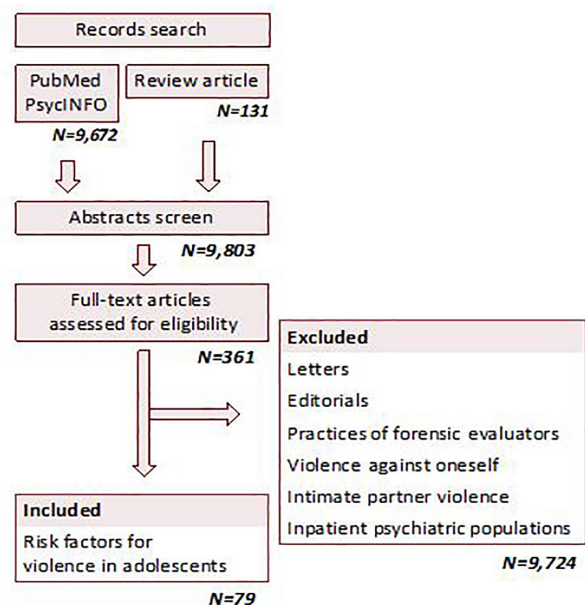 Records search
PubMed
PsycINFO
N=9,672
Review article
N=131
Abstracts screen
N=9,803
Full-text articles
assessed for eligibility
N=361
Excluded
Letters
Editorials
Practices of forensic evaluators
Violence against oneself
Intimate partner violence
Inpatient psychiatric populations
N=9,724
Included
Risk factors for
violence in adolescents
N=79